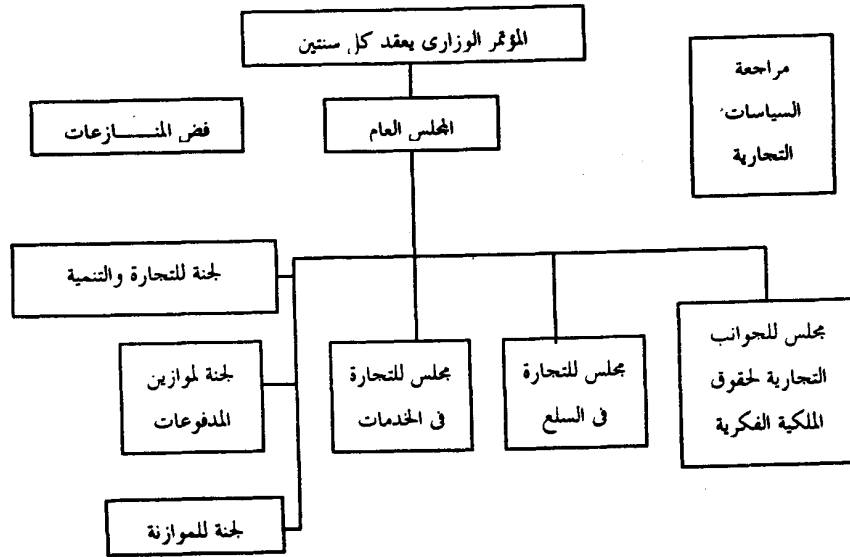 المؤتمر الوزارى يعقد كل سنتين
مراجعة
السياسات
التجارية
المجلس العام
فض المنـــــازعات
لجنة للتجارة والتنمية
مجلس للجوانب
التجارية لحقوق
الملكية الفكرية
مجلس للتجارة
فى السلع
مجلس للتجارة
فى الخدمات
لجنة لموازين
المدفوعات
لجنة للموازنة